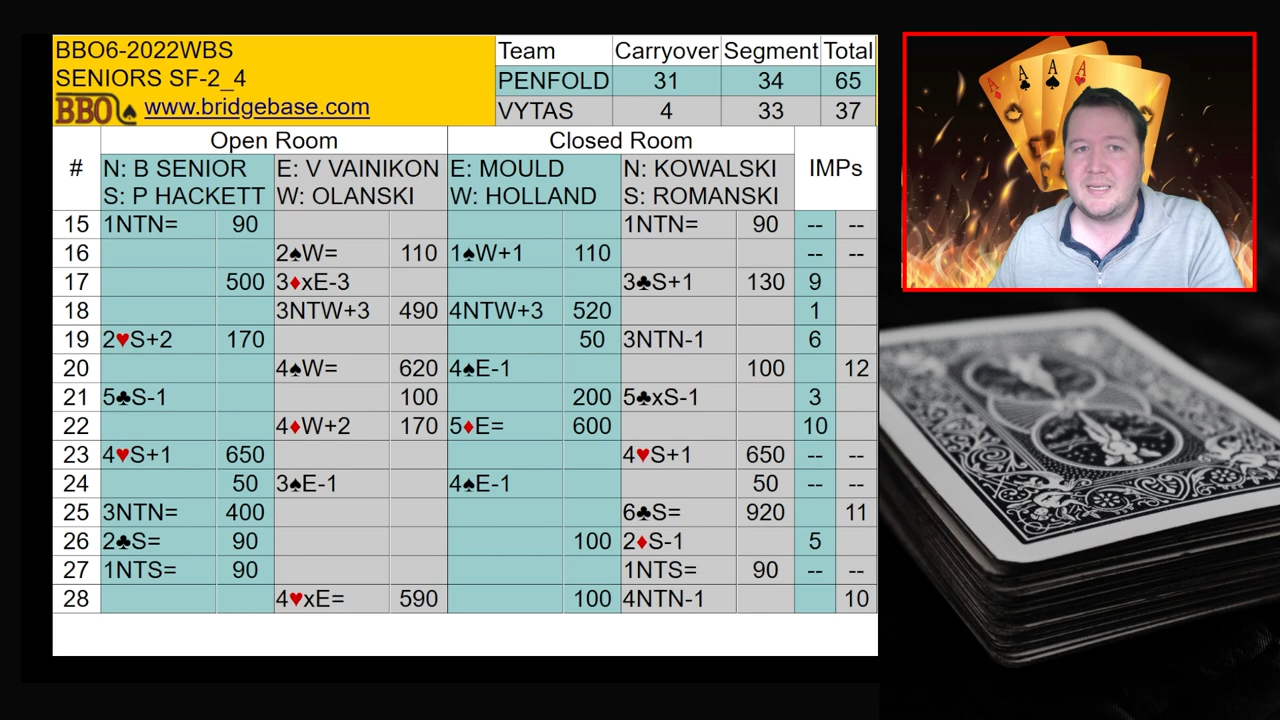 BBO6-2022WBS
SENIORS SF-2_4
BBO♠ www.bridgebase.com
Team Carryover Segment Total
PENFOLD 31 34 65
VYTAS 4 33 37
Open Room Closed Room
# IMPs
N: B SENIOR E: V VAINIKON E: MOULD N: KOWALSKI
S: P HACKETT W: OLANSKI W: HOLLAND S: ROMANSKI
15 1NTN= 90 1NTN= 90 -- --
16 2♠W= 110 1♠W+1 110 -- --
17 500 3♦xE-3 3♣S+1 130 9
18 3NTW+3 490 4NTW+3 520 1
19 2♥S+2 170 50 3NTN-1 6
20 4♠W= 620 4♠E-1 100 12
21 5♣S-1 100 200 5♣xS-1 3
22 4♦W+2 170 5♦E= 600 10
23 4♥S+1 650 4♥S+1 650 -- --
24 50 3♠E-1 4♠E-1 50 -- --
25 3NTN= 400 6♣S= 920 11
26 2♣S= 90 100 2♦S-1 5
27 1NTS= 90 1NTS= 90 -- --
28 4♥xE= 590 100 4NTN-1 10
A A A A